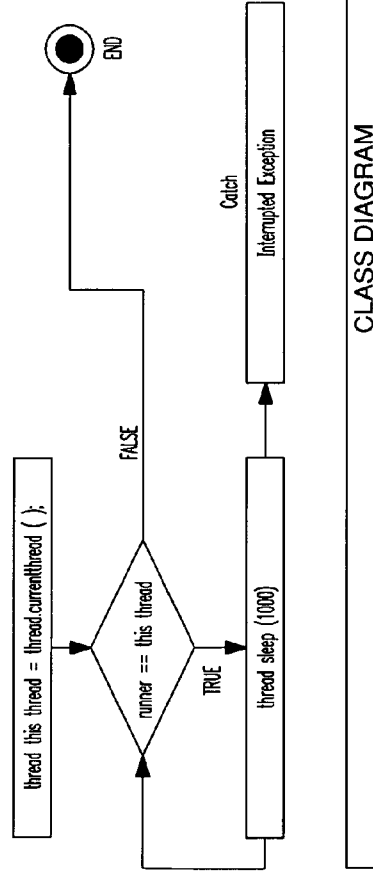 thread this thread = thread.currentthread ( );
runner == this thread
FALSE
END
TRUE
thread sleep (1000)
Catch
Interrupted Exception
CLASS DIAGRAM